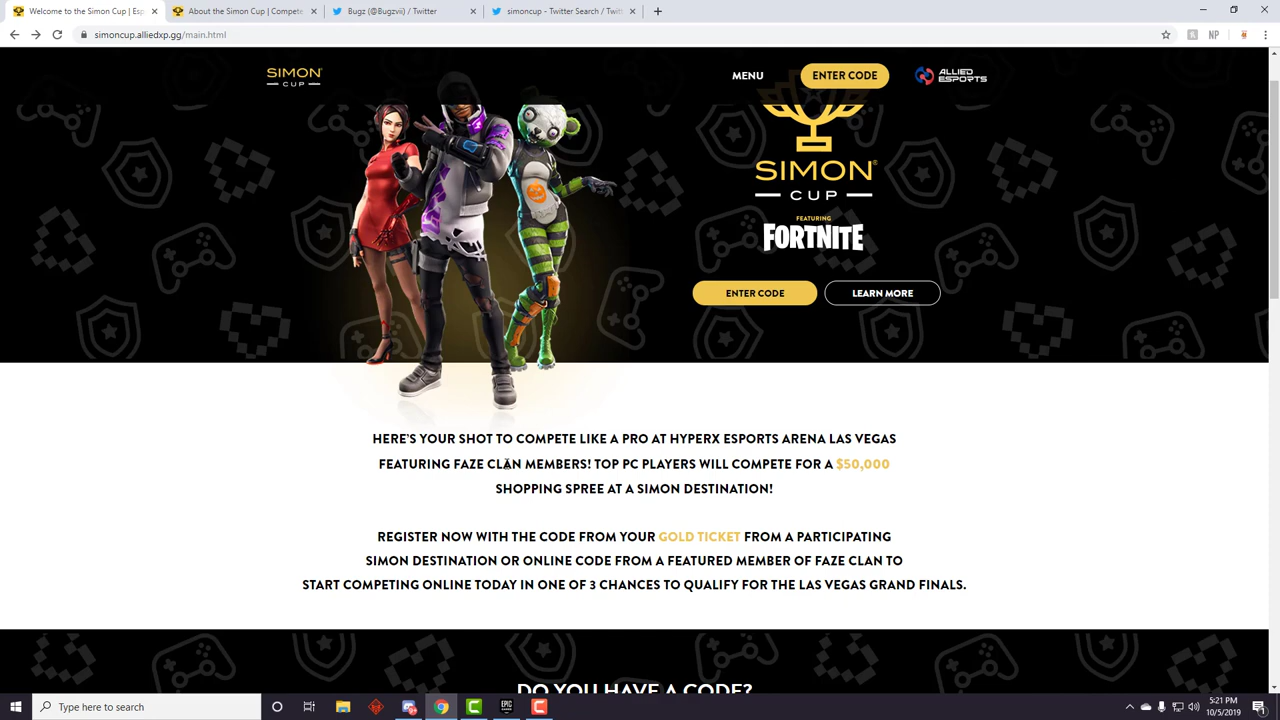 Welcome to the Simon Cup | Esp
About the Simon Cup | Compete
Bugz (@Bugzvii) / Twitter
simoncup - Twitter Search / Twitt
simoncup.alliedxp.gg/main.html
NP
SIMON
CUP
MENU
ENTER CODE
ALLIED
ESPORTS
SIMON®
CUP
FEATURING
FORTNITE
ENTER CODE
LEARN MORE
HERE'S YOUR SHOT TO COMPETE LIKE A PRO AT HYPERX ESPORTS ARENA LAS VEGAS
FEATURING FAZE CLAN MEMBERS! TOP PC PLAYERS WILL COMPETE FOR A $50,000
SHOPPING SPREE AT A SIMON DESTINATION!
REGISTER NOW WITH THE CODE FROM YOUR GOLD TICKET FROM A PARTICIPATING
SIMON DESTINATION OR ONLINE CODE FROM A FEATURED MEMBER OF FAZE CLAN TO
START COMPETING ONLINE TODAY IN ONE OF 3 CHANCES TO QUALIFY FOR THE LAS VEGAS GRAND FINALS.
DO YOU HAVE A CODE?
Type here to search
EPIC
5:21 PM
10/5/2019